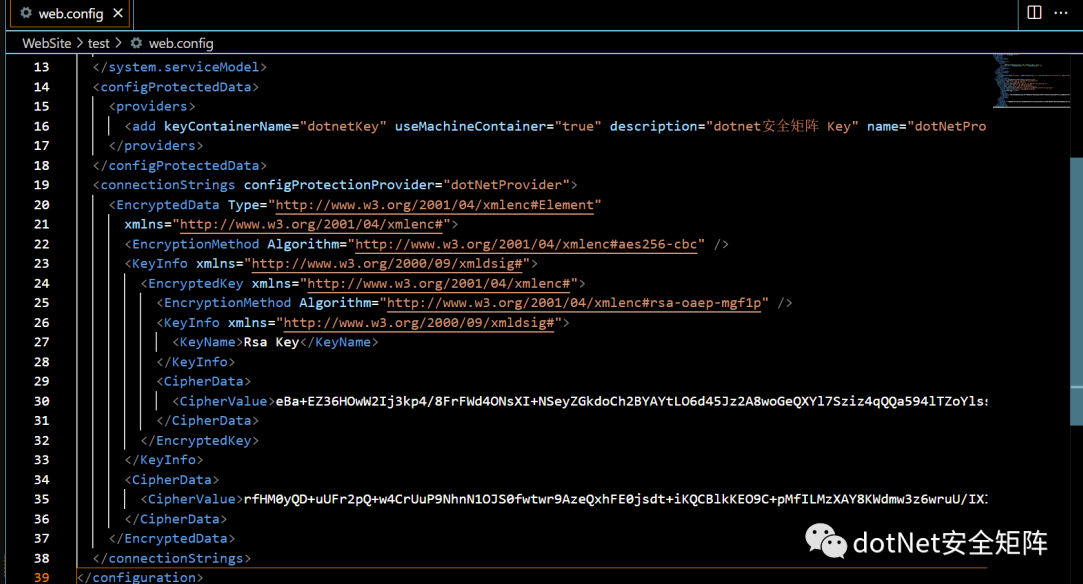 web.config
WebSite > test > web.config
13 </system.serviceModel>
14 <configProtectedData>
15 <providers>
16 <add keyContainerName="dotnetKey" useMachineContainer="true" description="dotnet安全矩阵 Key" name="dotNetPro
17 </providers>
18 </configProtectedData>
19 <connectionStrings configProtectionProvider="dotNetProvider">
20 <EncryptedData Type="http://www.w3.org/2001/04/xmlenc#Element"
21 xmlns="http://www.w3.org/2001/04/xmlenc#">
22 <EncryptionMethod Algorithm="http://www.w3.org/2001/04/xmlenc#aes256-cbc" />
23 <KeyInfo xmlns="http://www.w3.org/2000/09/xmldsig#">
24 <EncryptedKey xmlns="http://www.w3.org/2001/04/xmlenc#">
25 <EncryptionMethod Algorithm="http://www.w3.org/2001/04/xmlenc#rsa-oaep-mgf1p" />
26 <KeyInfo xmlns="http://www.w3.org/2000/09/xmldsig#">
27 <KeyName>Rsa Key</KeyName>
28 </KeyInfo>
29 <CipherData>
30 <CipherValue>eBa+EZ36HOwW2Ij3kp4/8FrFWd4ONsXI+NSeyZGkdoCh2BYAYtLO6d45Jz2A8woGeQXYl7Sziz4qQQa594lTZoYls
31 </CipherData>
32 </EncryptedKey>
33 </KeyInfo>
34 <CipherData>
35 <CipherValue>rfHM0yQD+uUFr2pQ+w4CrUuP9NhnN1OJS0fwtwr9AzeQxhFE0jsdt+iKQCBlkKEO9C+pMfILMzXAY8KWdmw3z6wruU/IX
36 </CipherData>
37 </EncryptedData>
38 </connectionStrings>
39 </configuration>
dotNet安全矩阵